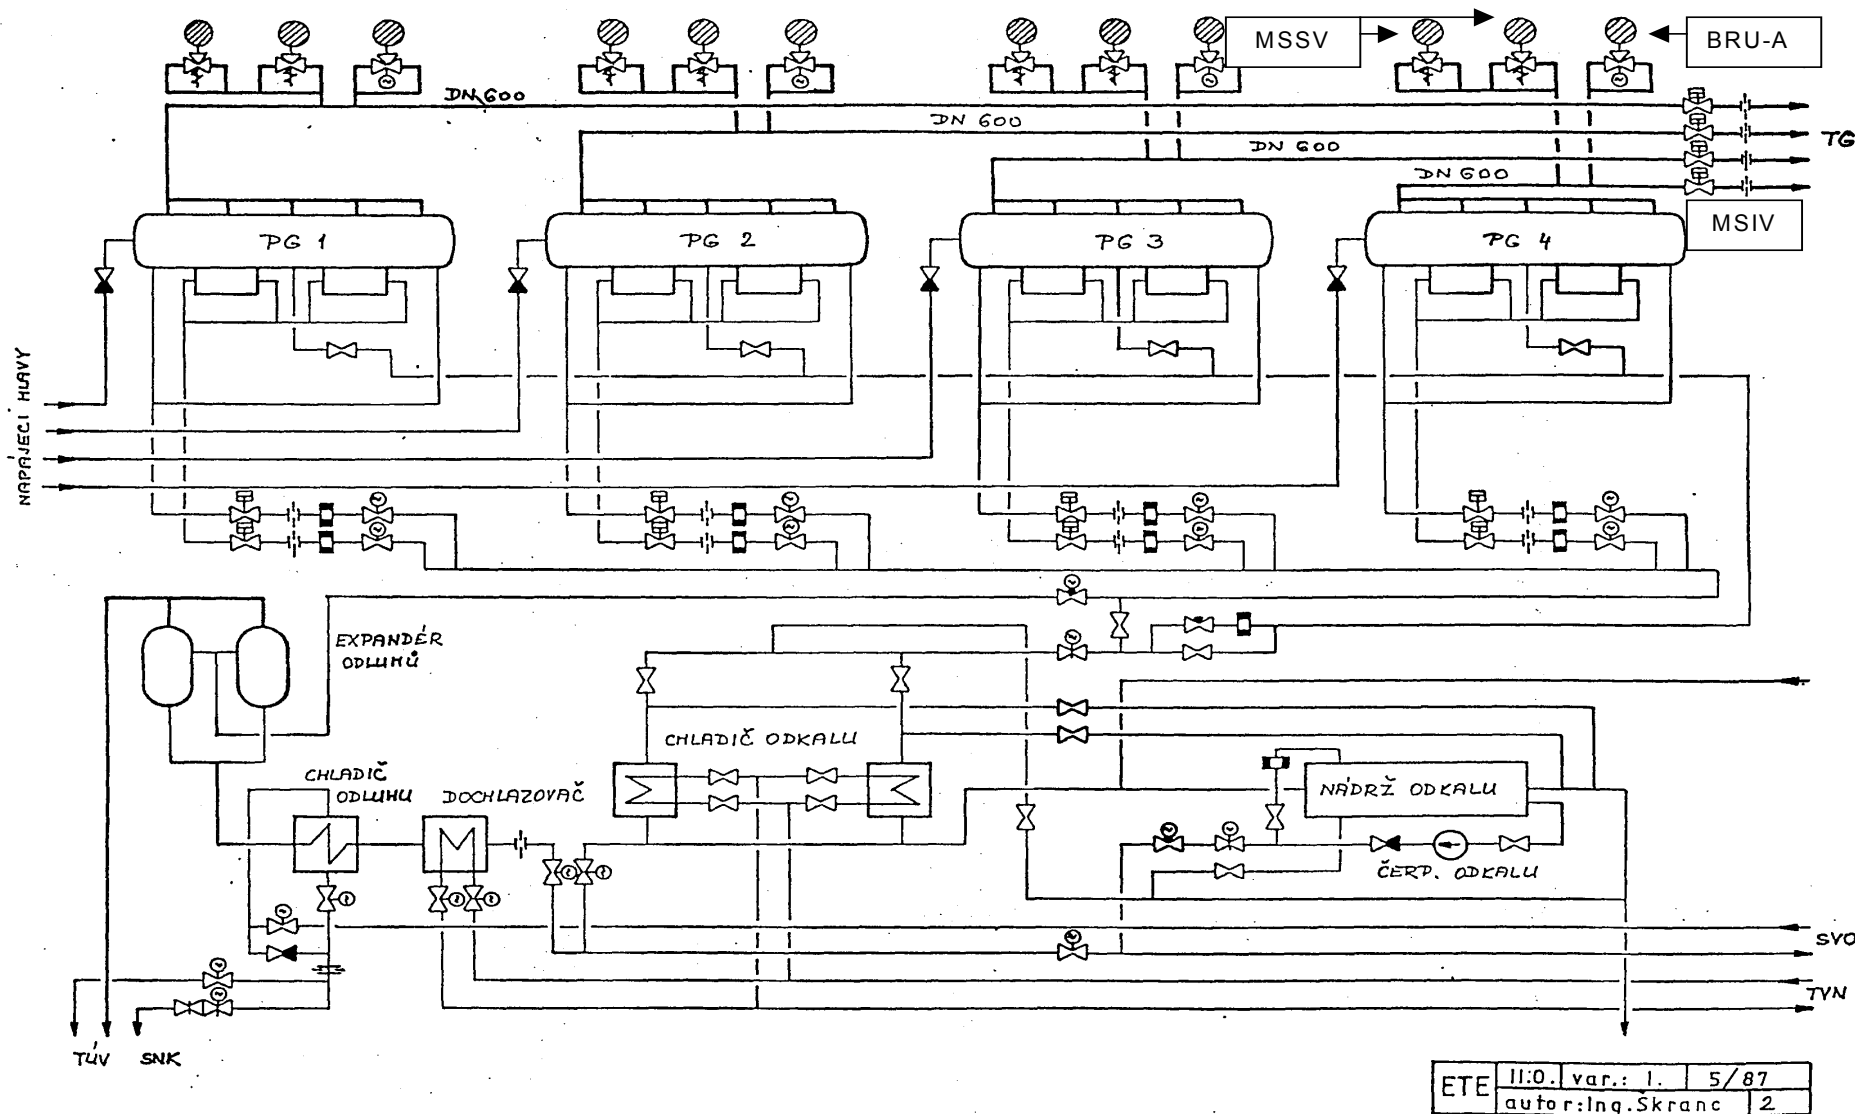 MSSV
BRU-A
DN 600
DN 600
DN 600
DN 600
TG
PG 1
PG 2
PG 3
PG 4
MSIV
NAPÁJECÍ HLAVY
EXPANDÉR
ODLUHŮ
CHLADIČ ODKALU
CHLADIČ
ODLUHU
DOCHLAZOVAČ
NÁDRŽ ODKALU
ČERP. ODKALU
SVO
TVN
TÚV
SNK
ETE
II.O. var.: 1. 5/87
autor:Ing.Škranc 2